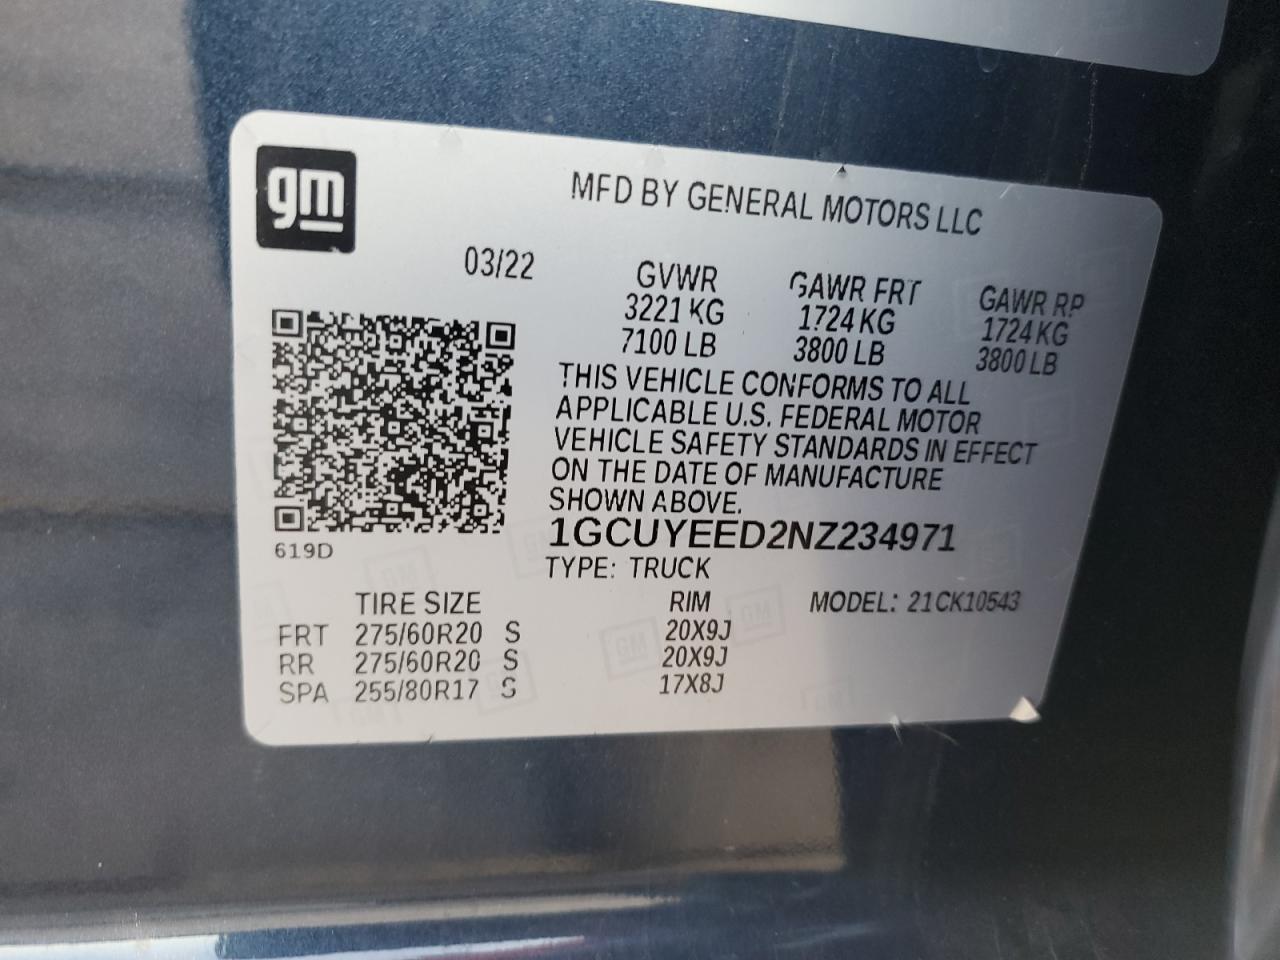 gm
MFD BY GENERAL MOTORS LLC
03/22
GVWR
3221 KG
7100 LB
GAWR FRT
1724 KG
3800 LB
GAWR RR
1724 KG
3800 LB
THIS VEHICLE CONFORMS TO ALL
APPLICABLE U.S. FEDERAL MOTOR
VEHICLE SAFETY STANDARDS IN EFFECT
ON THE DATE OF MANUFACTURE
SHOWN ABOVE.
1GCUYEED2NZ234971
TYPE: TRUCK
619D
TIRE SIZE RIM MODEL: 21CK10543
FRT 275/60R20 S 20X9J
RR 275/60R20 S 20X9J
SPA 255/80R17 S 17X8J